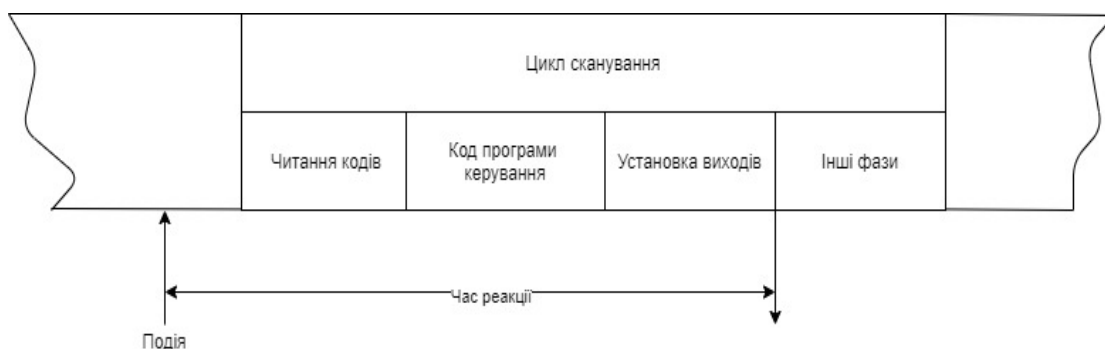 Цикл сканування
Читання кодів
Код програми
керування
Установка виходів
Інші фази
Час реакції
Подія